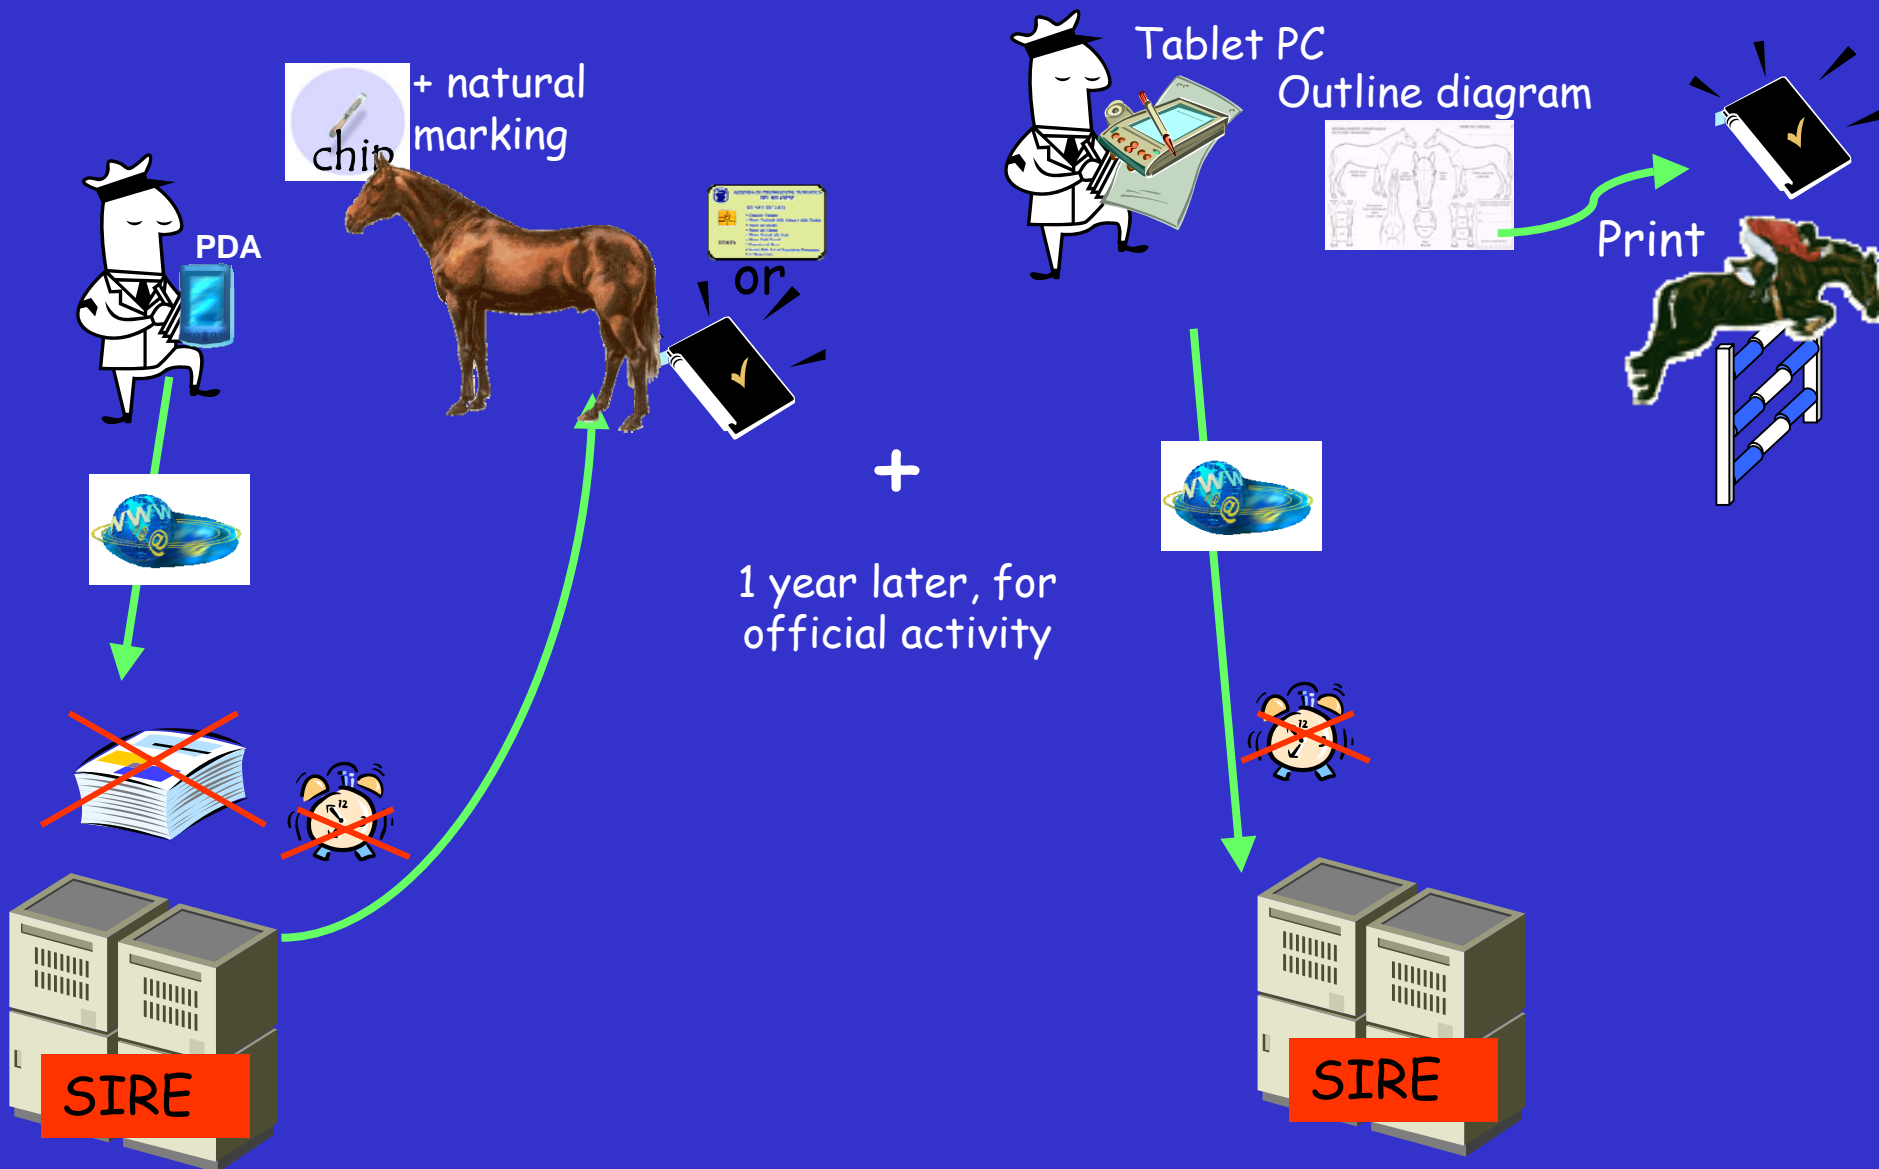 + natural
marking
chip
PDA
or
Tablet PC
Outline diagram
Print
+
1 year later, for
official activity
SIRE
SIRE